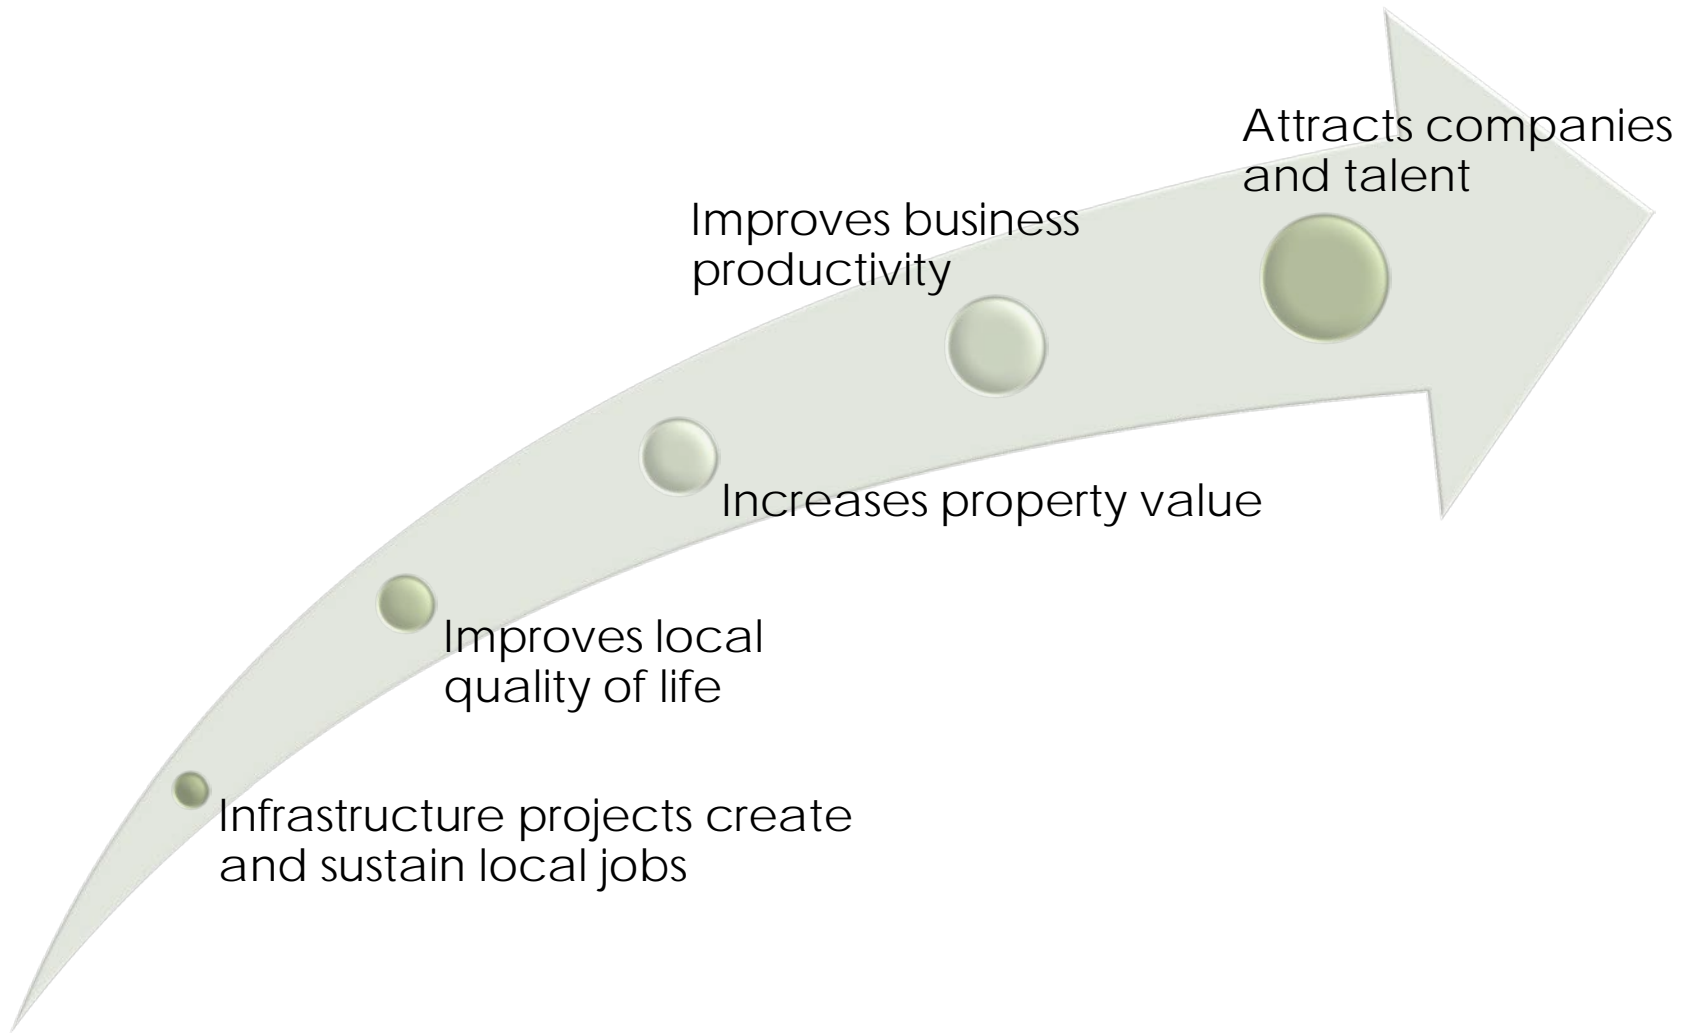 Attracts companies
and talent
Improves business
productivity
Increases property value
Improves local
quality of life
Infrastructure projects create
and sustain local jobs